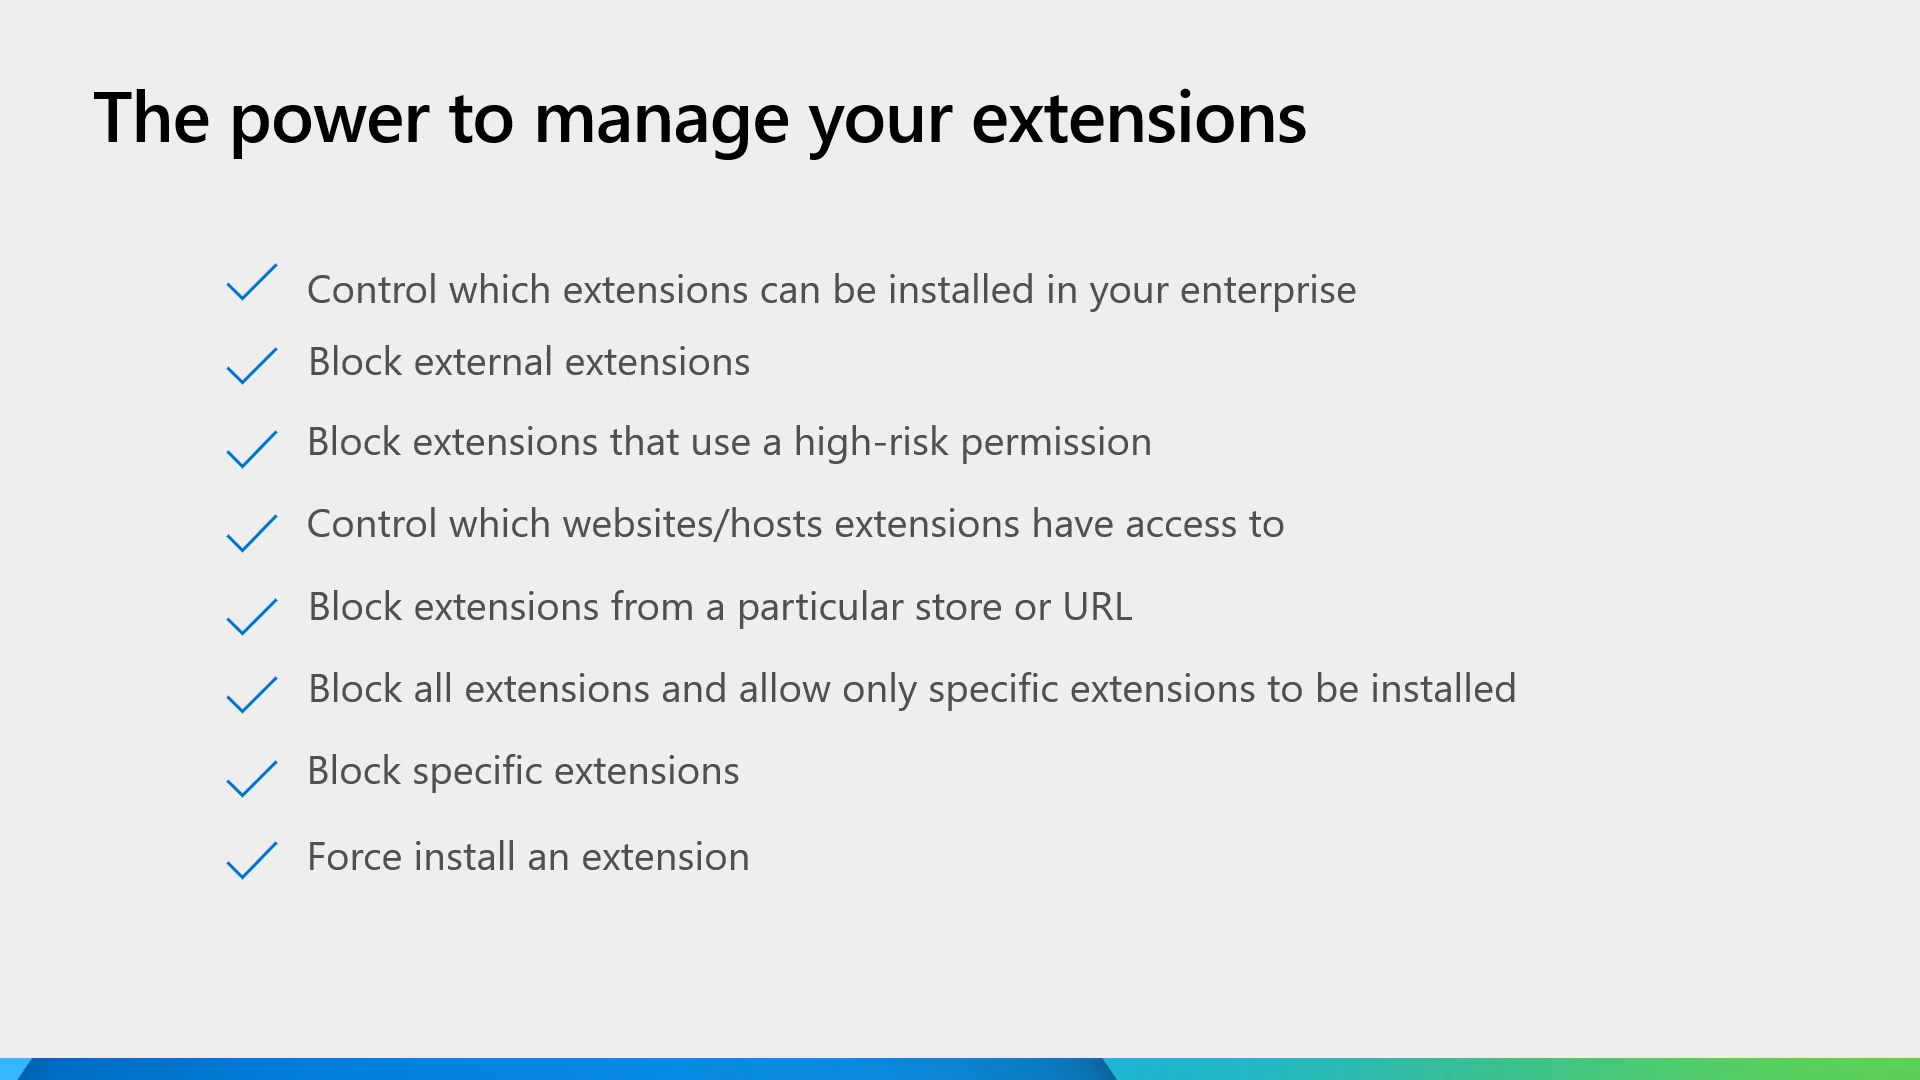 The power to manage your extensions
Control which extensions can be installed in your enterprise
Block external extensions
Block extensions that use a high-risk permission
Control which websites/hosts extensions have access to
Block extensions from a particular store or URL
Block all extensions and allow only specific extensions to be installed
Block specific extensions
Force install an extension